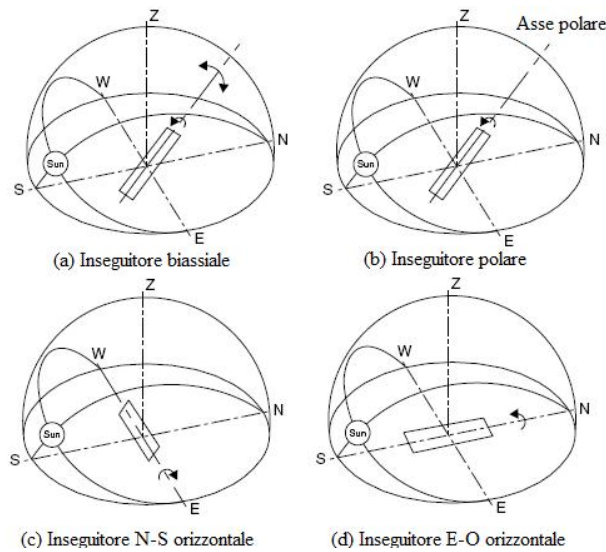 Z
Asse polare
W
N
Sun
S
E
(a) Inseguitore biassiale
Z
W
N
Sun
S
E
(b) Inseguitore polare
Z
W
N
Sun
S
E
(c) Inseguitore N-S orizzontale
Z
W
N
Sun
S
E
(d) Inseguitore E-O orizzontale